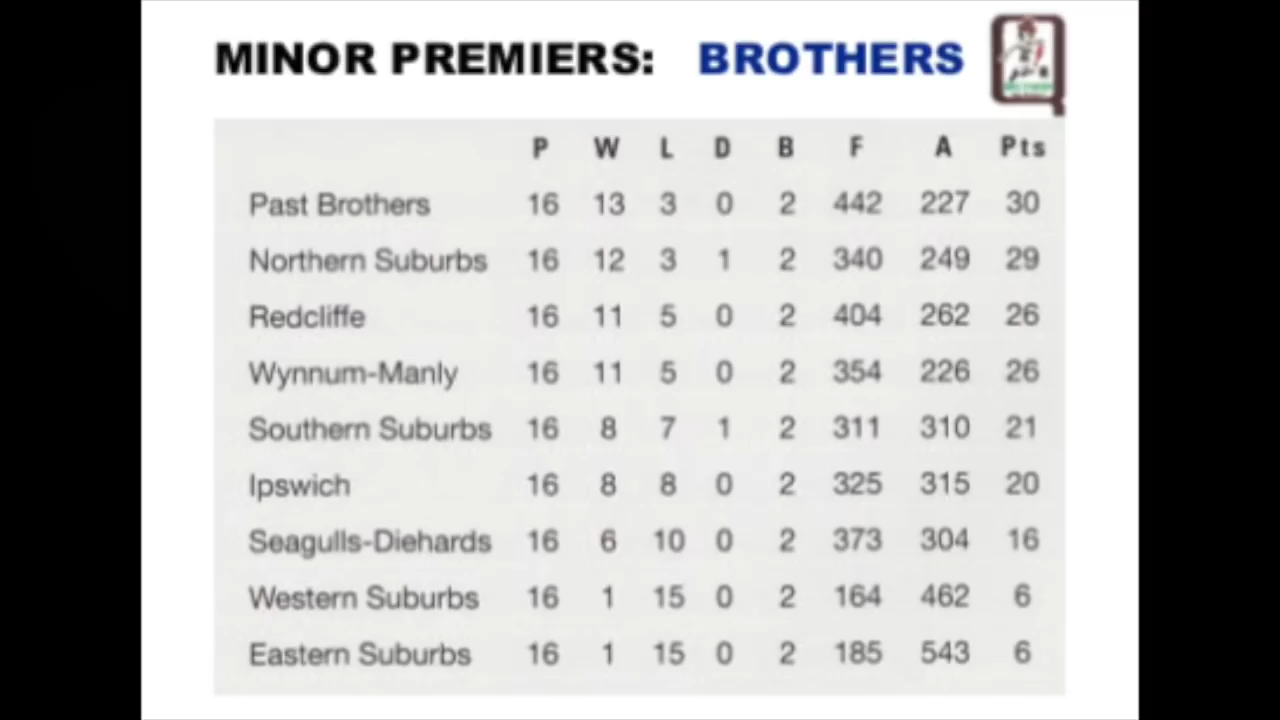 MINOR PREMIERS: BROTHERS
P W L D B F A Pts
Past Brothers 16 13 3 0 2 442 227 30
Northern Suburbs 16 12 3 1 2 340 249 29
Redcliffe 16 11 5 0 2 404 262 26
Wynnum-Manly 16 11 5 0 2 354 226 26
Southern Suburbs 16 8 7 1 2 311 310 21
Ipswich 16 8 8 0 2 325 315 20
Seagulls-Diehards 16 6 10 0 2 373 304 16
Western Suburbs 16 1 15 0 2 164 462 6
Eastern Suburbs 16 1 15 0 2 185 543 6